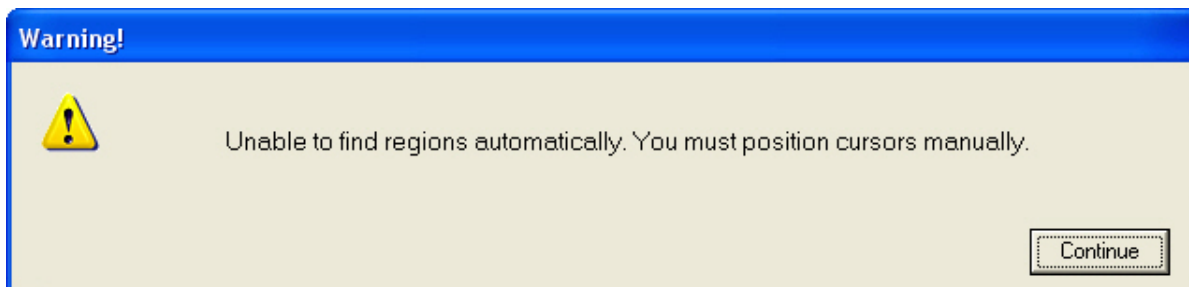 Warning!
Unable to find regions automatically. You must position cursors manually.
Continue